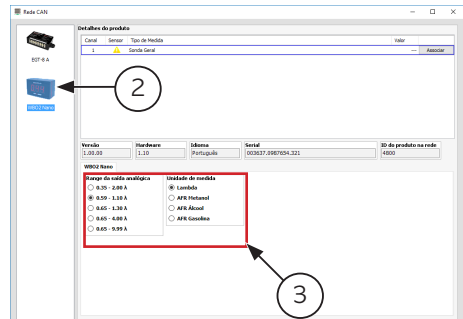 Rede CAN
Detalhes do produto
Canal Sensor Tipo de Medida Valor
1 Sonda Geral --- Associar
EGT-8 A
2
WBO2 Nano
Versão Hardware Idioma Serial ID do produto na rede
1.00.00 1.10 Português 003637.0987654.321 4800
WBO2 Nano
Range da saída analógica Unidade de medida
0.35 - 2.00 λ Lambda
0.59 - 1.10 λ AFR Metanol
0.65 - 1.30 λ AFR Álcool
0.65 - 4.00 λ AFR Gasolina
0.65 - 9.99 λ
3